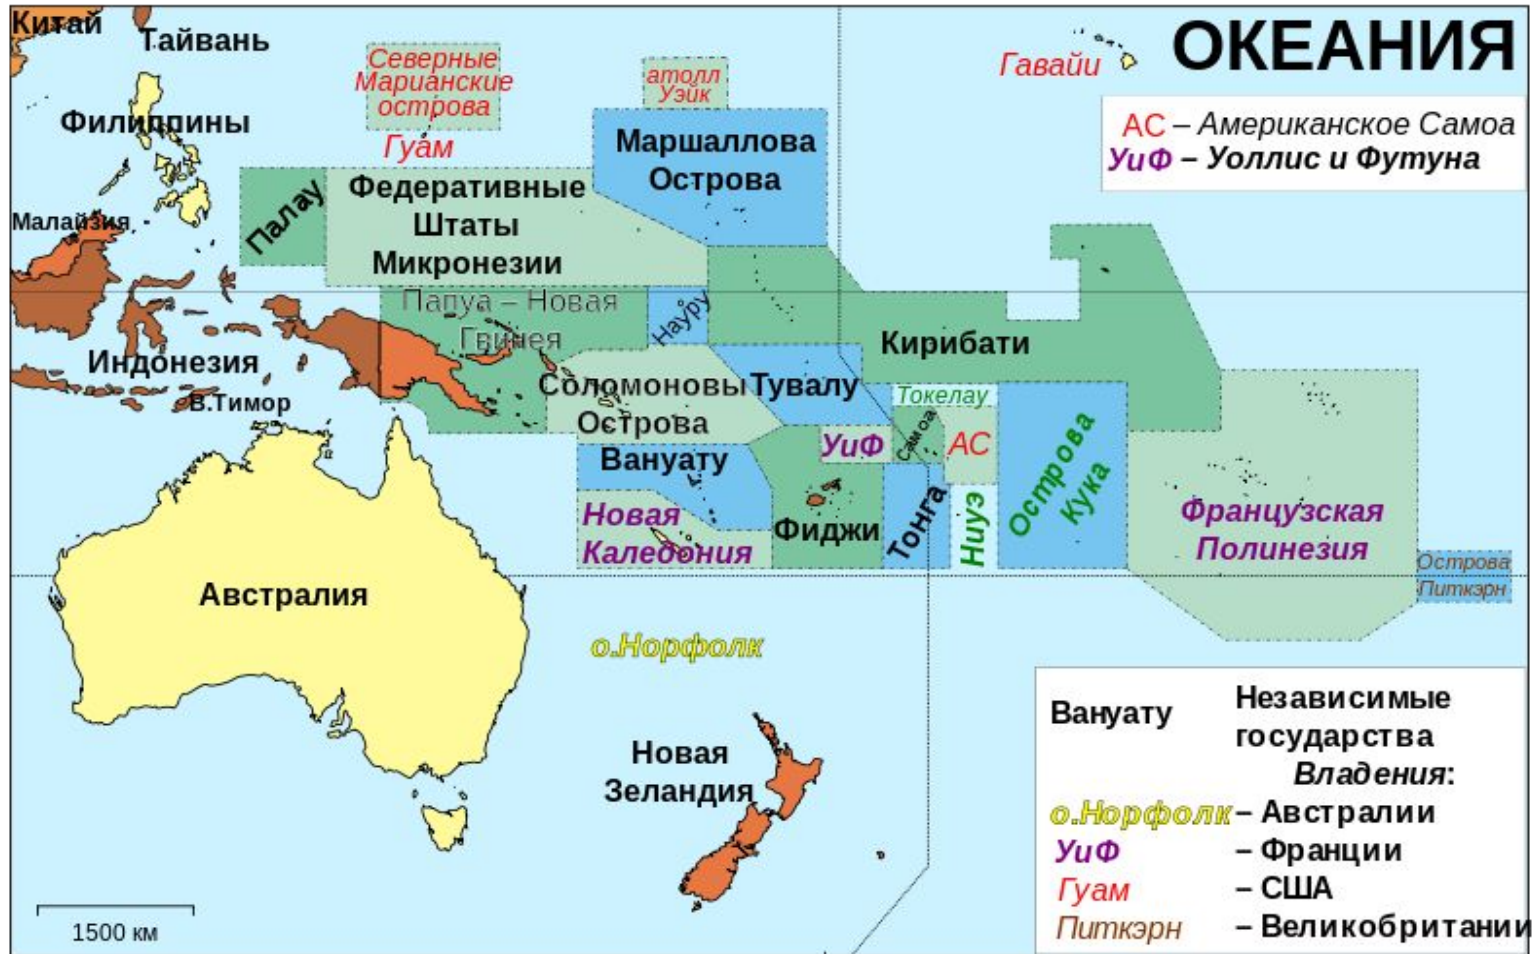 Китай
Тайвань
ОКЕАНИЯ
Северные
Марианские
острова
атолл
Уэйк
Гавайи
Филиппины
Гуам
АС – Американское Самоа
УиФ – Уоллис и Футуна
Маршаллова
Острова
Палау
Федеративные
Штаты
Микронезии
Малайзия
Папуа – Новая
Гвинея
Науру
Кирибати
Индонезия
В.Тимор
Соломоновы
Острова
Тувалу
Токелау
Самоа
УиФ
АС
Острова
Кука
Вануату
Новая
Каледония
Фиджи
Тонга
Ниуэ
Французская
Полинезия
Острова
Питкэрн
Австралия
о.Норфолк
Новая
Зеландия
1500 км
Вануату Независимые
государства
Владения:
о.Норфолк – Австралии
УиФ – Франции
Гуам – США
Питкэрн – Великобритании